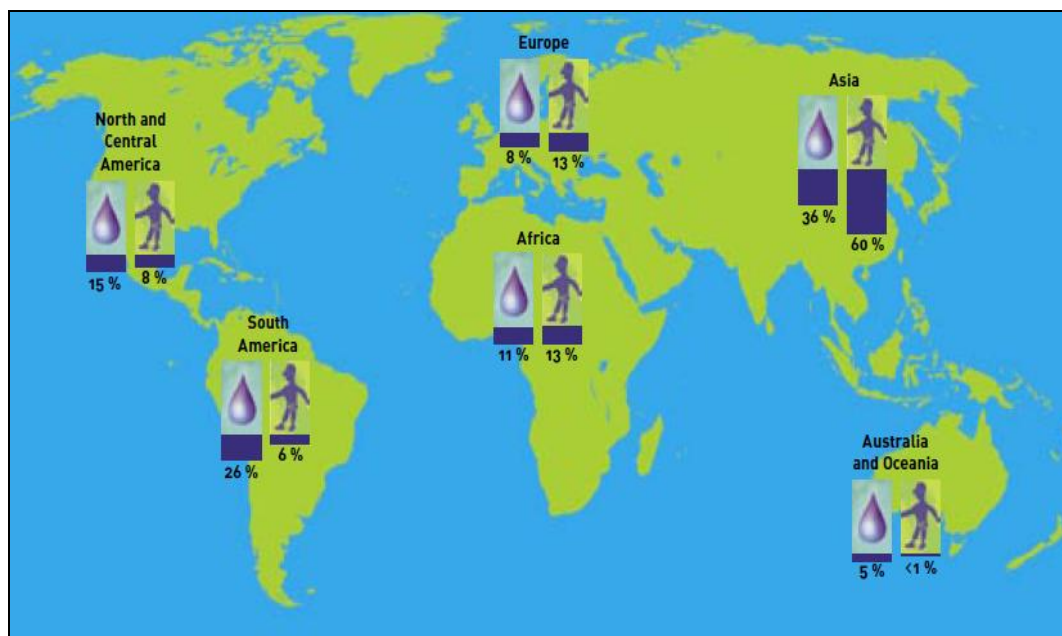 Europe
8 % 13 %
Asia
36 %
60 %
North and
Central
America
15 % 8 %
Africa
11 % 13 %
South
America
26 % 6 %
Australia
and Oceania
5 % <1 %